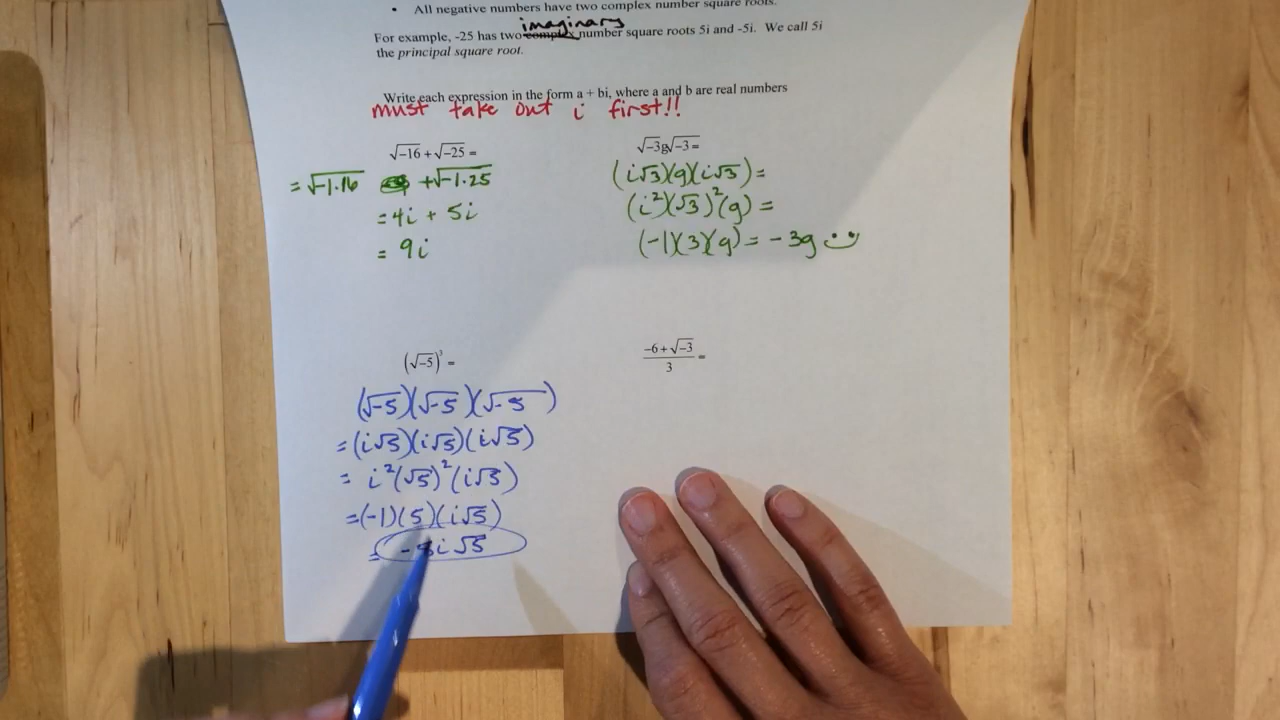 • All negative numbers have two complex number square roots.
imaginary
For example, -25 has two complex number square roots 5i and -5i. We call 5i
the principal square root.
Write each expression in the form a + bi, where a and b are real numbers
must take out i first!!
√-16 + √-25 =
= √-1·16 + √-1·25
= 4i + 5i
= 9i
√-3g√-3 =
(i√3)(g)(i√3) =
(i²)(√3)²(g) =
(-1)(3)(g) = -3g
(√-5)³ =
(√-5)(√-5)(√-5)
= (i√5)(i√5)(i√5)
= i²(√5)²(i√5)
= (-1)(5)(i√5)
= -5i√5
-6 + √-3
3 =